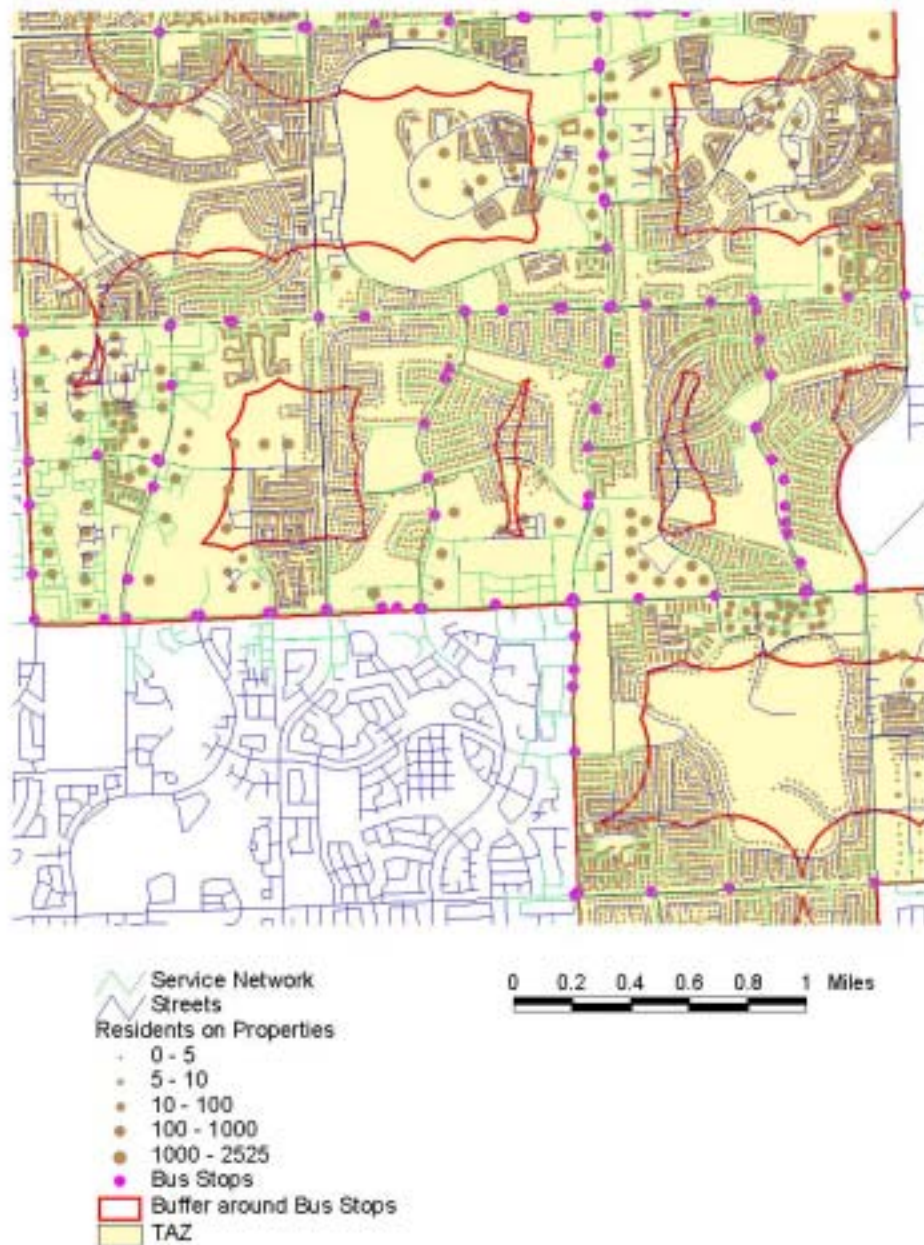 Service Network
Streets
Residents on Properties
0 - 5
5 - 10
10 - 100
100 - 1000
1000 - 2525
Bus Stops
Buffer around Bus Stops
TAZ
0 0.2 0.4 0.6 0.8 1 Miles